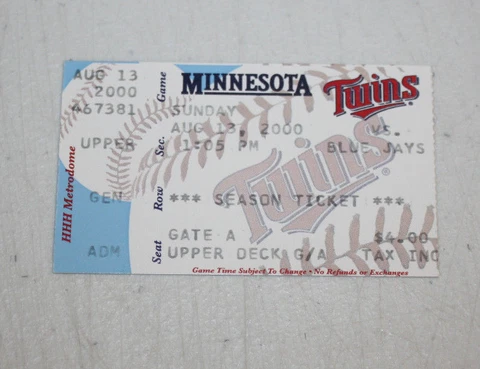 AUG 13
2000
467381
UPPER
GEN
ADM
HHH Metrodome
Game
Sec.
Row
Seat
MINNESOTA Twins
SUNDAY
AUG 13, 2000 VS.
1:05 PM BLUE JAYS
Twins
*** SEASON TICKET ***
GATE A $4.00
UPPER DECK G/A TAX INC
Game Time Subject To Change • No Refunds or Exchanges